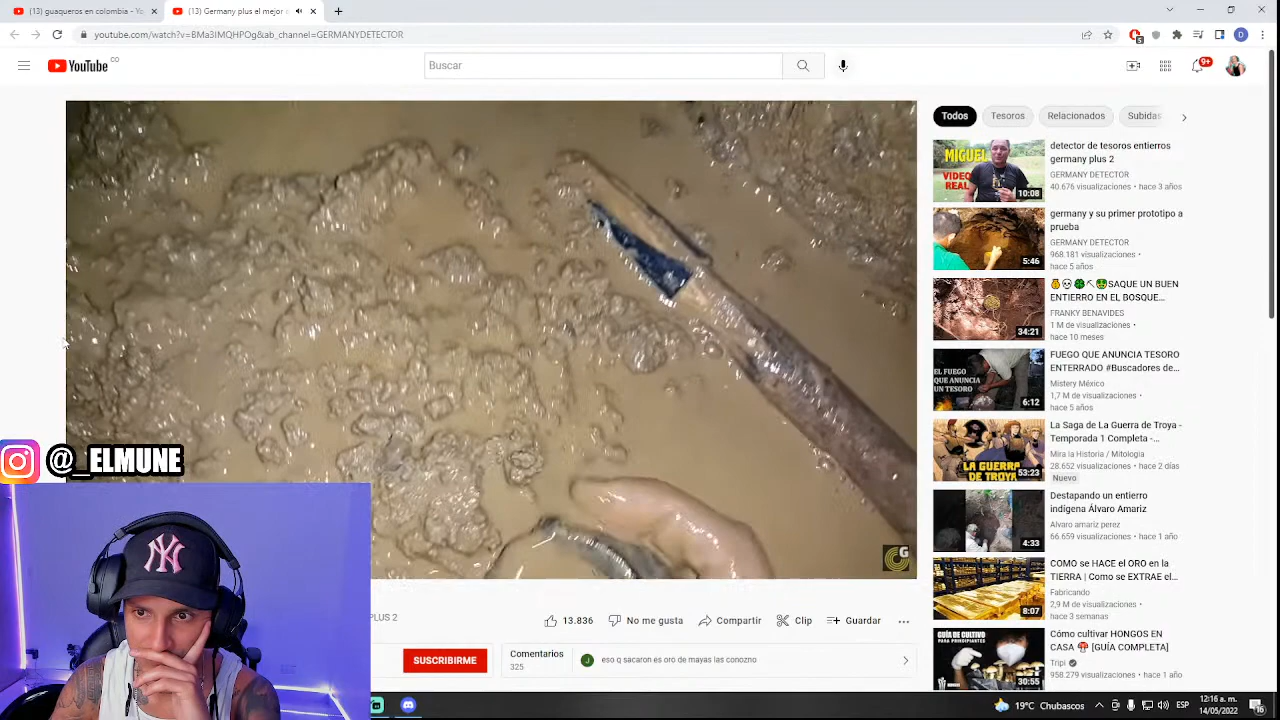 (13) guaqueros en colombia - Yo
(13) Germany plus el mejor
youtube.com/watch?v=BMa3IMQHPOg&ab_channel=GERMANYDETECTOR
5
D
YouTube CO
Buscar
9+
Todos
Tesoros
Relacionados
Subidas
MIGUEL
VIDEO
REAL
10:08
detector de tesoros entierros
germany plus 2
GERMANY DETECTOR
40.676 visualizaciones • hace 3 años
5:46
germany y su primer prototipo a
prueba
GERMANY DETECTOR
968.181 visualizaciones •
hace 5 años
34:21
SAQUE UN BUEN
ENTIERRO EN EL BOSQUE...
FRANKY BENAVIDES
1 M de visualizaciones •
hace 10 meses
EL FUEGO
QUE ANUNCIA
UN TESORO
6:12
FUEGO QUE ANUNCIA TESORO
ENTERRADO #Buscadores de...
Mistery México
1,7 M de visualizaciones •
hace 5 años
LA GUERRA
DE TROYA
53:23
La Saga de La Guerra de Troya -
Temporada 1 Completa -...
Mira la Historia / Mitologia
28.652 visualizaciones • hace 2 días
Nuevo
4:33
Destapando un entierro
indígena Álvaro Amariz
Alvaro amariz perez
66.659 visualizaciones • hace 1 año
8:07
COMO se HACE el ORO en la
TIERRA | Como se EXTRAE el...
Fabricando
2,9 M de visualizaciones •
hace 3 semanas
GUÍA DE CULTIVO
PARA PRINCIPIANTES
30:55
Cómo cultivar HONGOS EN
CASA [GUÍA COMPLETA]
Tripi
958.279 visualizaciones • hace 1 año
G
@_ELMUNE
NY
PLUS 2
13.836
No me gusta
Compartir
Clip
Guardar
SUSCRIBIRME
Comentarios
325
J
eso q sacaron es oro de mayas las conozno
19°C Chubascos
ESP
12:16 a. m.
14/05/2022
16